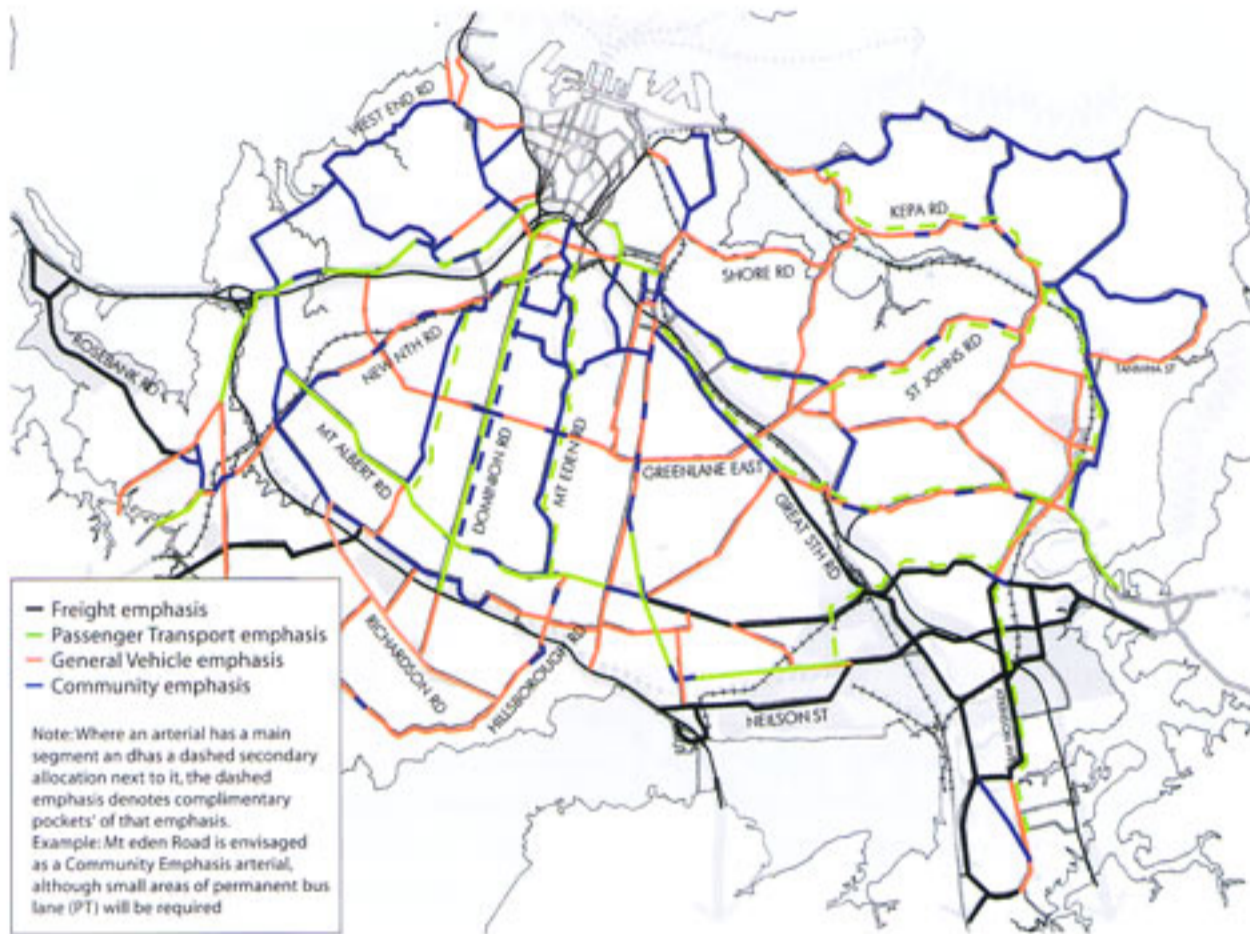 WEST END RD
KEPA RD
SHORE RD
ROSEBANK RD
NEW NTH RD
ST JOHNS RD
TANIWHA ST
MT ALBERT RD
DOMINION RD
MT EDEN RD
GREENLANE EAST
GREAT STH RD
RICHARDSON RD
HILLSBOROUGH RD
NEILSON ST
Freight emphasis
Passenger Transport emphasis
General Vehicle emphasis
Community emphasis
Note: Where an arterial has a main
segment an dhas a dashed secondary
allocation next to it, the dashed
emphasis denotes complimentary
pockets' of that emphasis.
Example: Mt eden Road is envisaged
as a Community Emphasis arterial,
although small areas of permanent bus
lane (PT) will be required